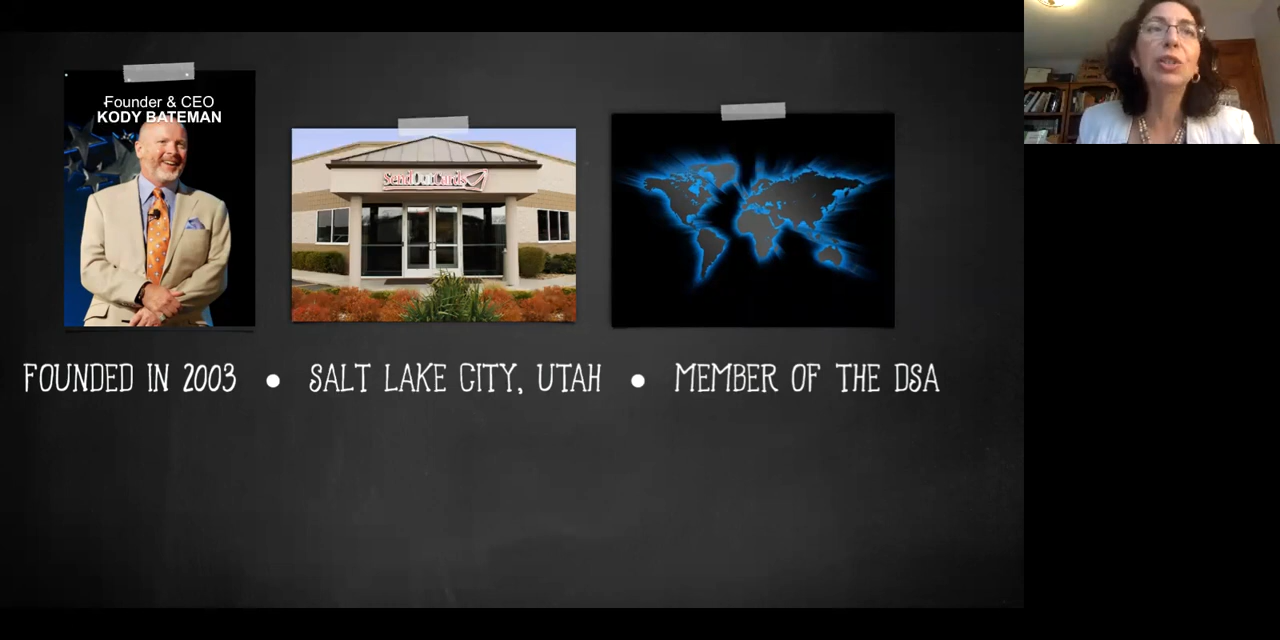 Founder & CEO
KODY BATEMAN
SendOutCards
FOUNDED IN 2003 • SALT LAKE CITY, UTAH • MEMBER OF THE DSA